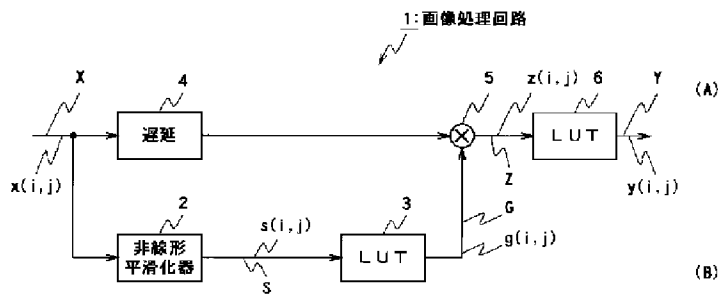 1:画像処理回路
X
4
5
z(i,j)
6
Y
(A)
遅延
LUT
x(i,j)
Z
y(i,j)
2
s(i,j)
3
G
非線形
平滑化器
LUT
g(i,j)
S
(B)